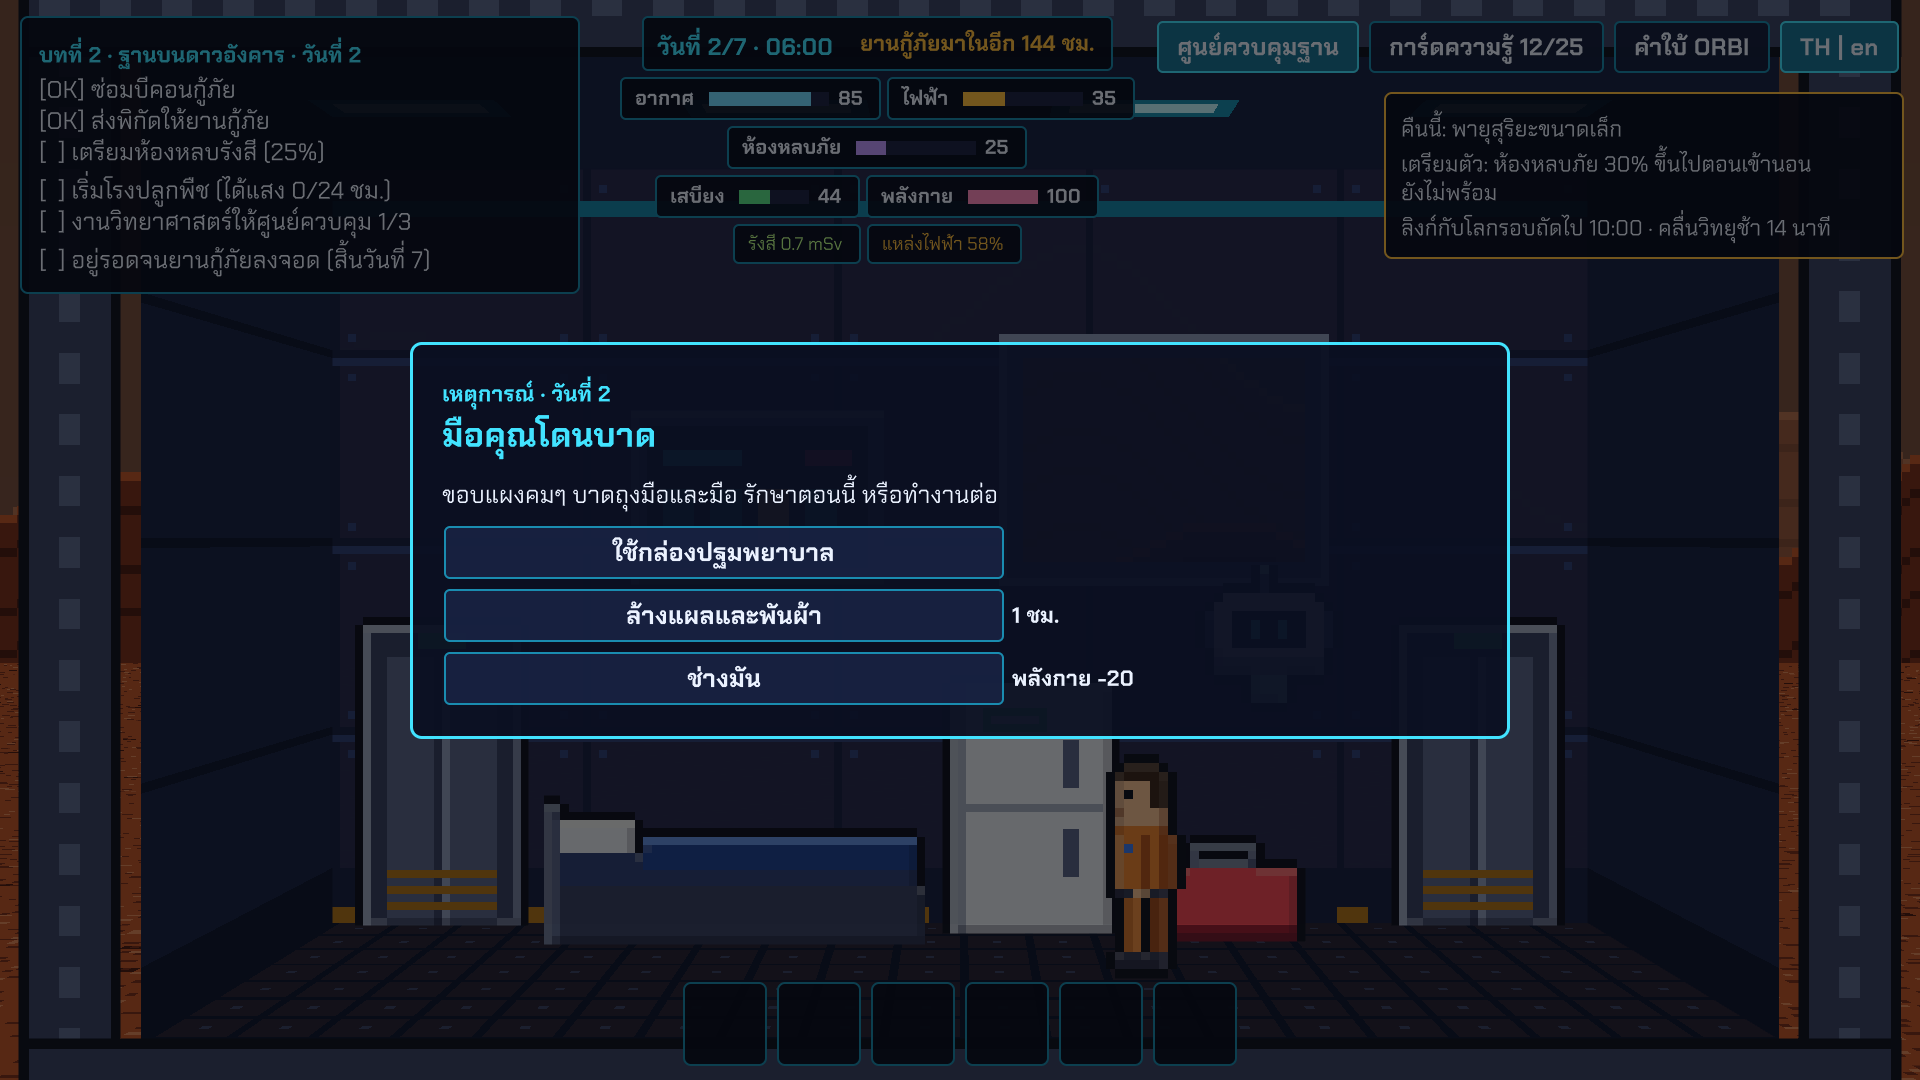 บทที่ 2 · ฐานบนดาวอังคาร · วันที่ 2
[OK] ซ่อมบีคอนกู้ภัย
[OK] ส่งพิกัดให้ยานกู้ภัย
[ ] เตรียมห้องหลบรังสี (25%)
[ ] เริ่มโรงปลูกพืช (ได้แสง 0/24 ชม.)
[ ] งานวิทยาศาสตร์ให้ศูนย์ควบคุม 1/3
[ ] อยู่รอดจนยานกู้ภัยลงจอด (สิ้นวันที่ 7)
วันที่ 2/7 · 06:00 ยานกู้ภัยมาในอีก 144 ชม.
อากาศ 85 ไฟฟ้า 35
ห้องหลบภัย 25
เสบียง 44 พลังกาย 100
รังสี 0.7 mSv แหล่งไฟฟ้า 58%
ศูนย์ควบคุมฐาน การ์ดความรู้ 12/25 คำใบ้ ORBI TH | en
คืนนี้: พายุสุริยะขนาดเล็ก
เตรียมตัว: ห้องหลบภัย 30% ขึ้นไปตอนเข้านอน
ยังไม่พร้อม
ลิงก์กับโลกรอบถัดไป 10:00 · คลื่นวิทยุช้า 14 นาที
เหตุการณ์ · วันที่ 2
มือคุณโดนบาด
ขอบแผงคมๆ บาดถุงมือและมือ รักษาตอนนี้ หรือทำงานต่อ
ใช้กล่องปฐมพยาบาล
ล้างแผลและพันผ้า 1 ชม.
ช่างมัน พลังกาย -20